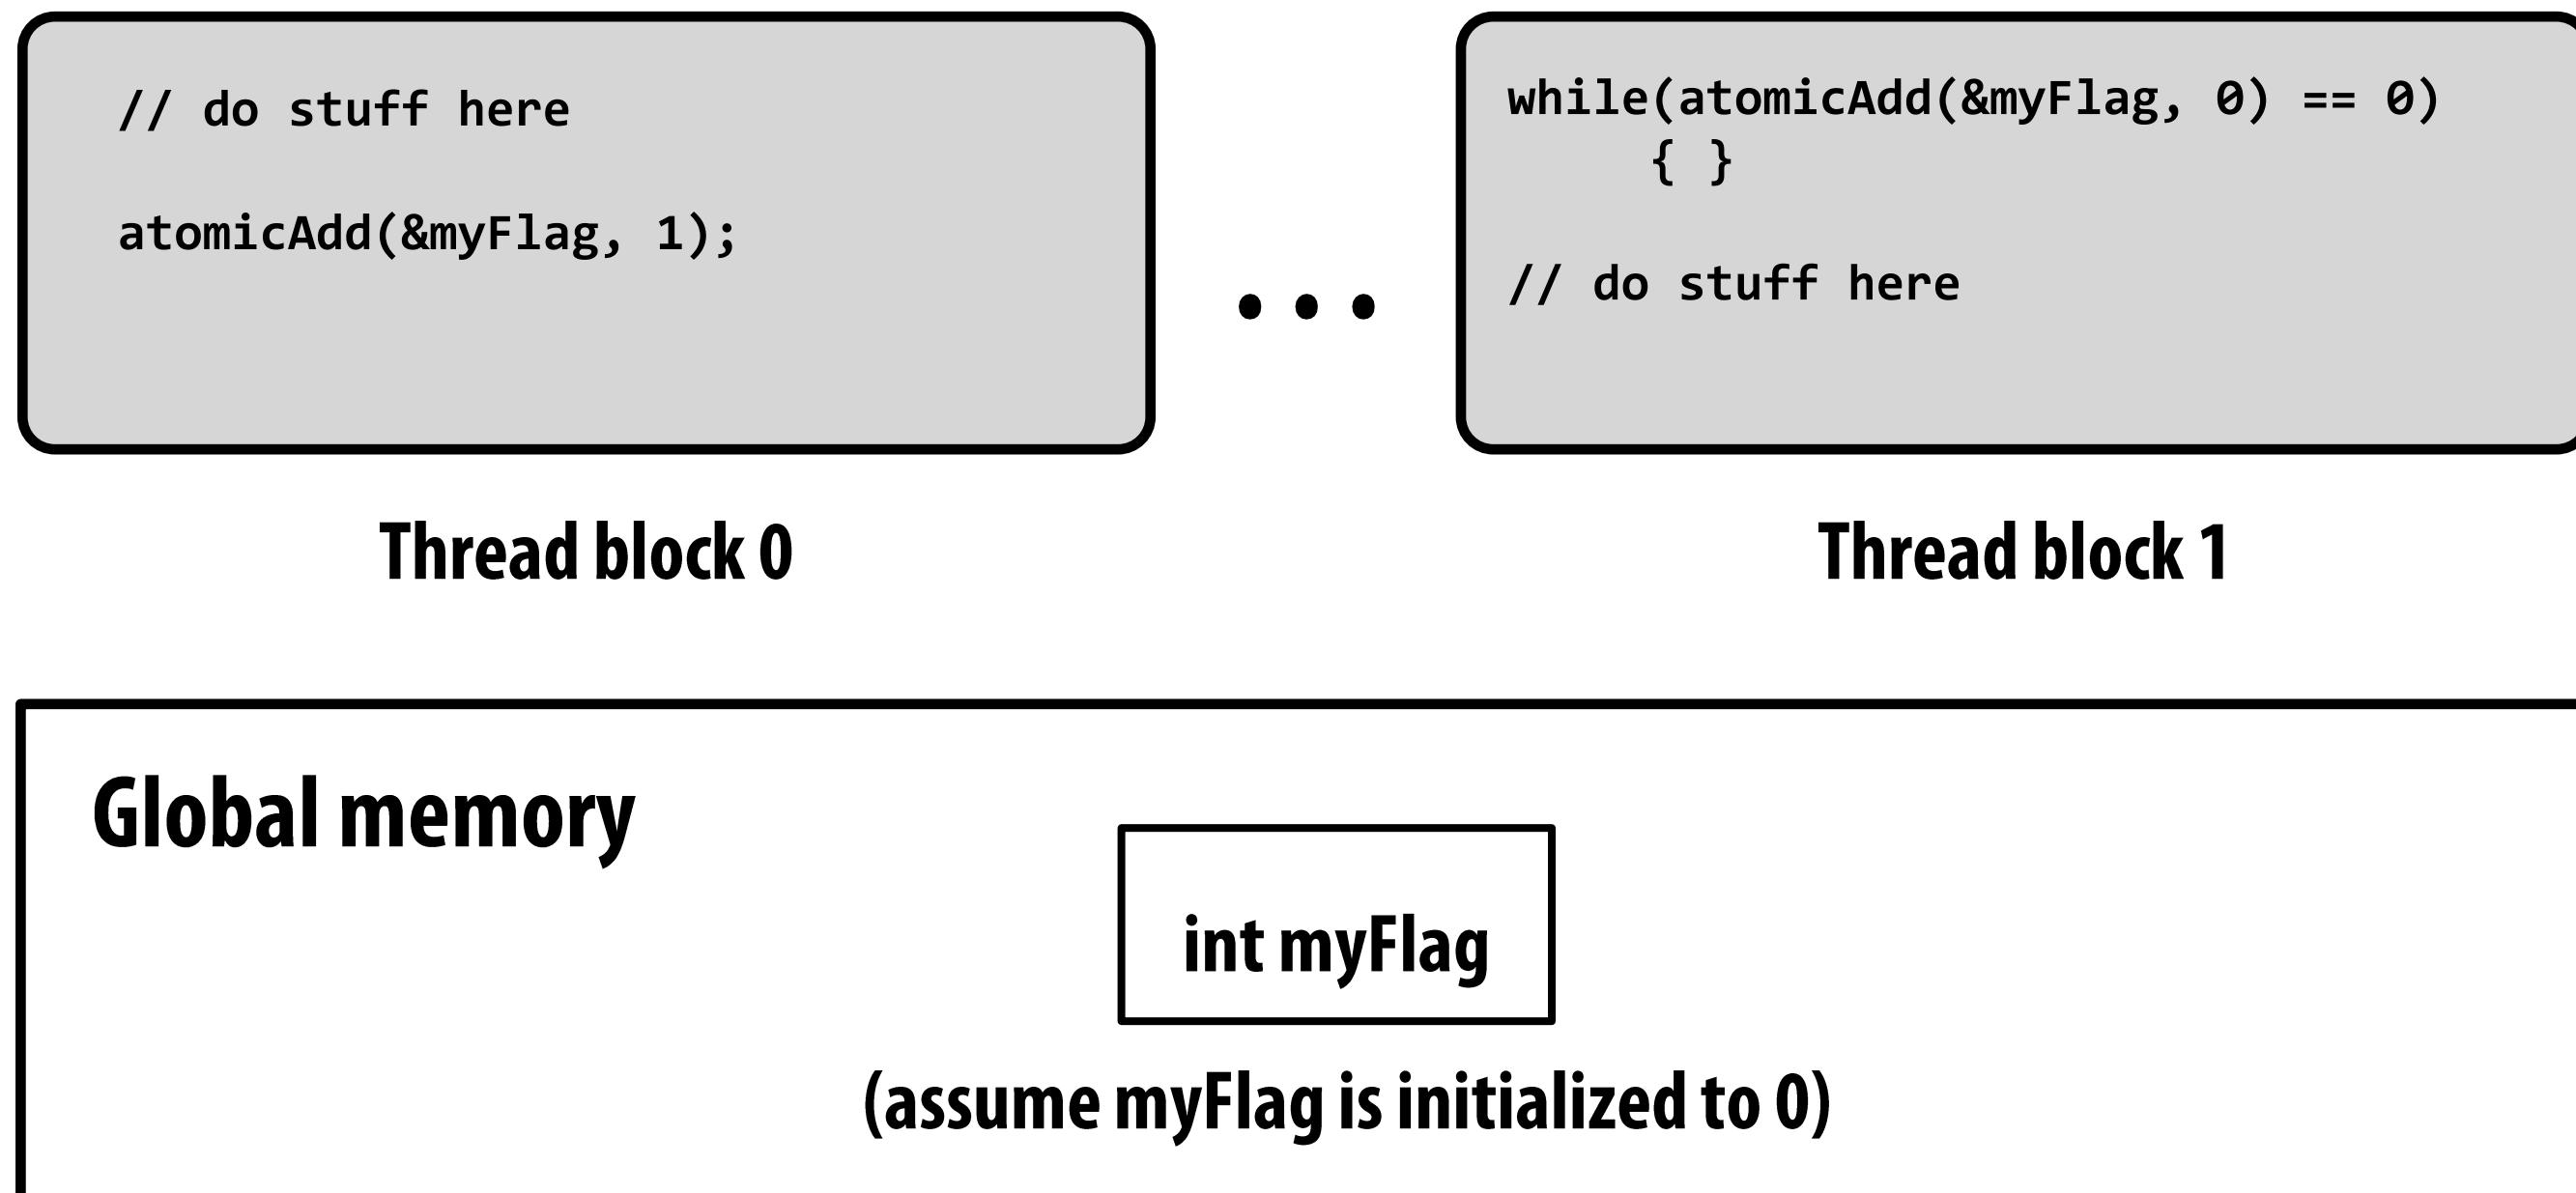 // do stuff here
atomicAdd(&myFlag, 1);
while(atomicAdd(&myFlag, 0) == 0)
{ }
// do stuff here
Thread block 0
Thread block 1
Global memory
int myFlag
(assume myFlag is initialized to 0)